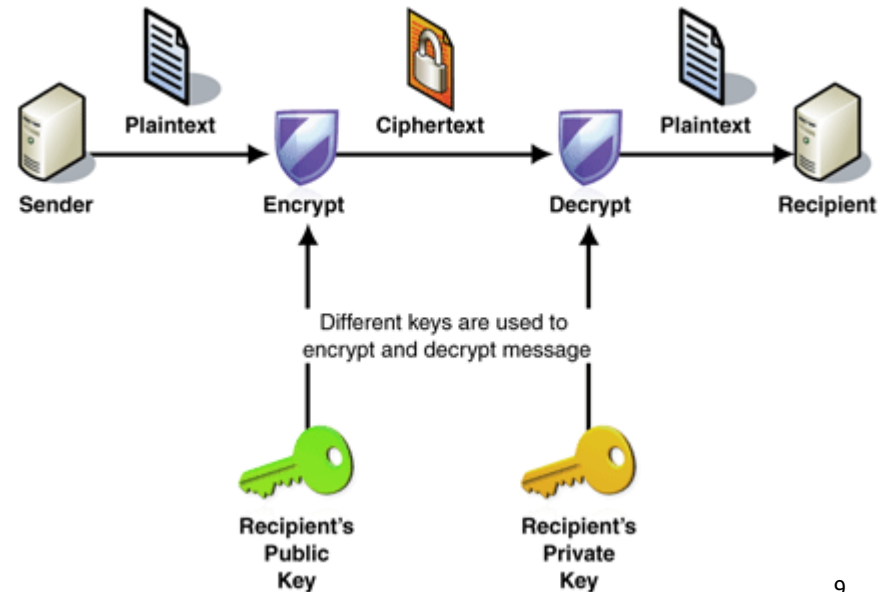 Plaintext
Ciphertext
Plaintext
Sender
Encrypt
Decrypt
Recipient
Different keys are used to
encrypt and decrypt message
Recipient's
Public
Key
Recipient's
Private
Key
9